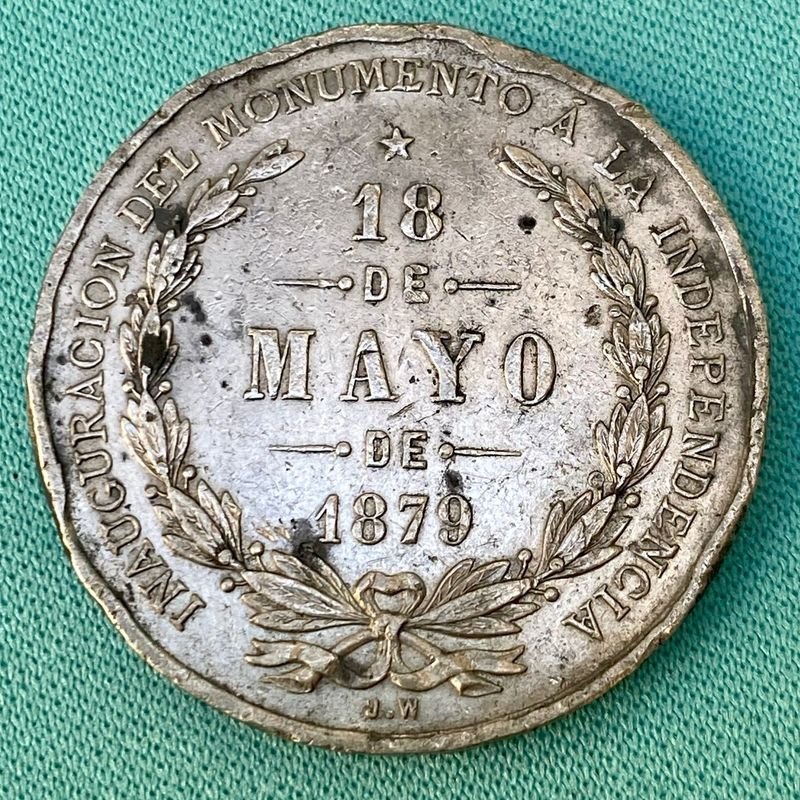 INAUGURACION DEL MONUMENTO Á LA INDEPENDENCIA
18
DE
MAYO
DE
1879
J.W